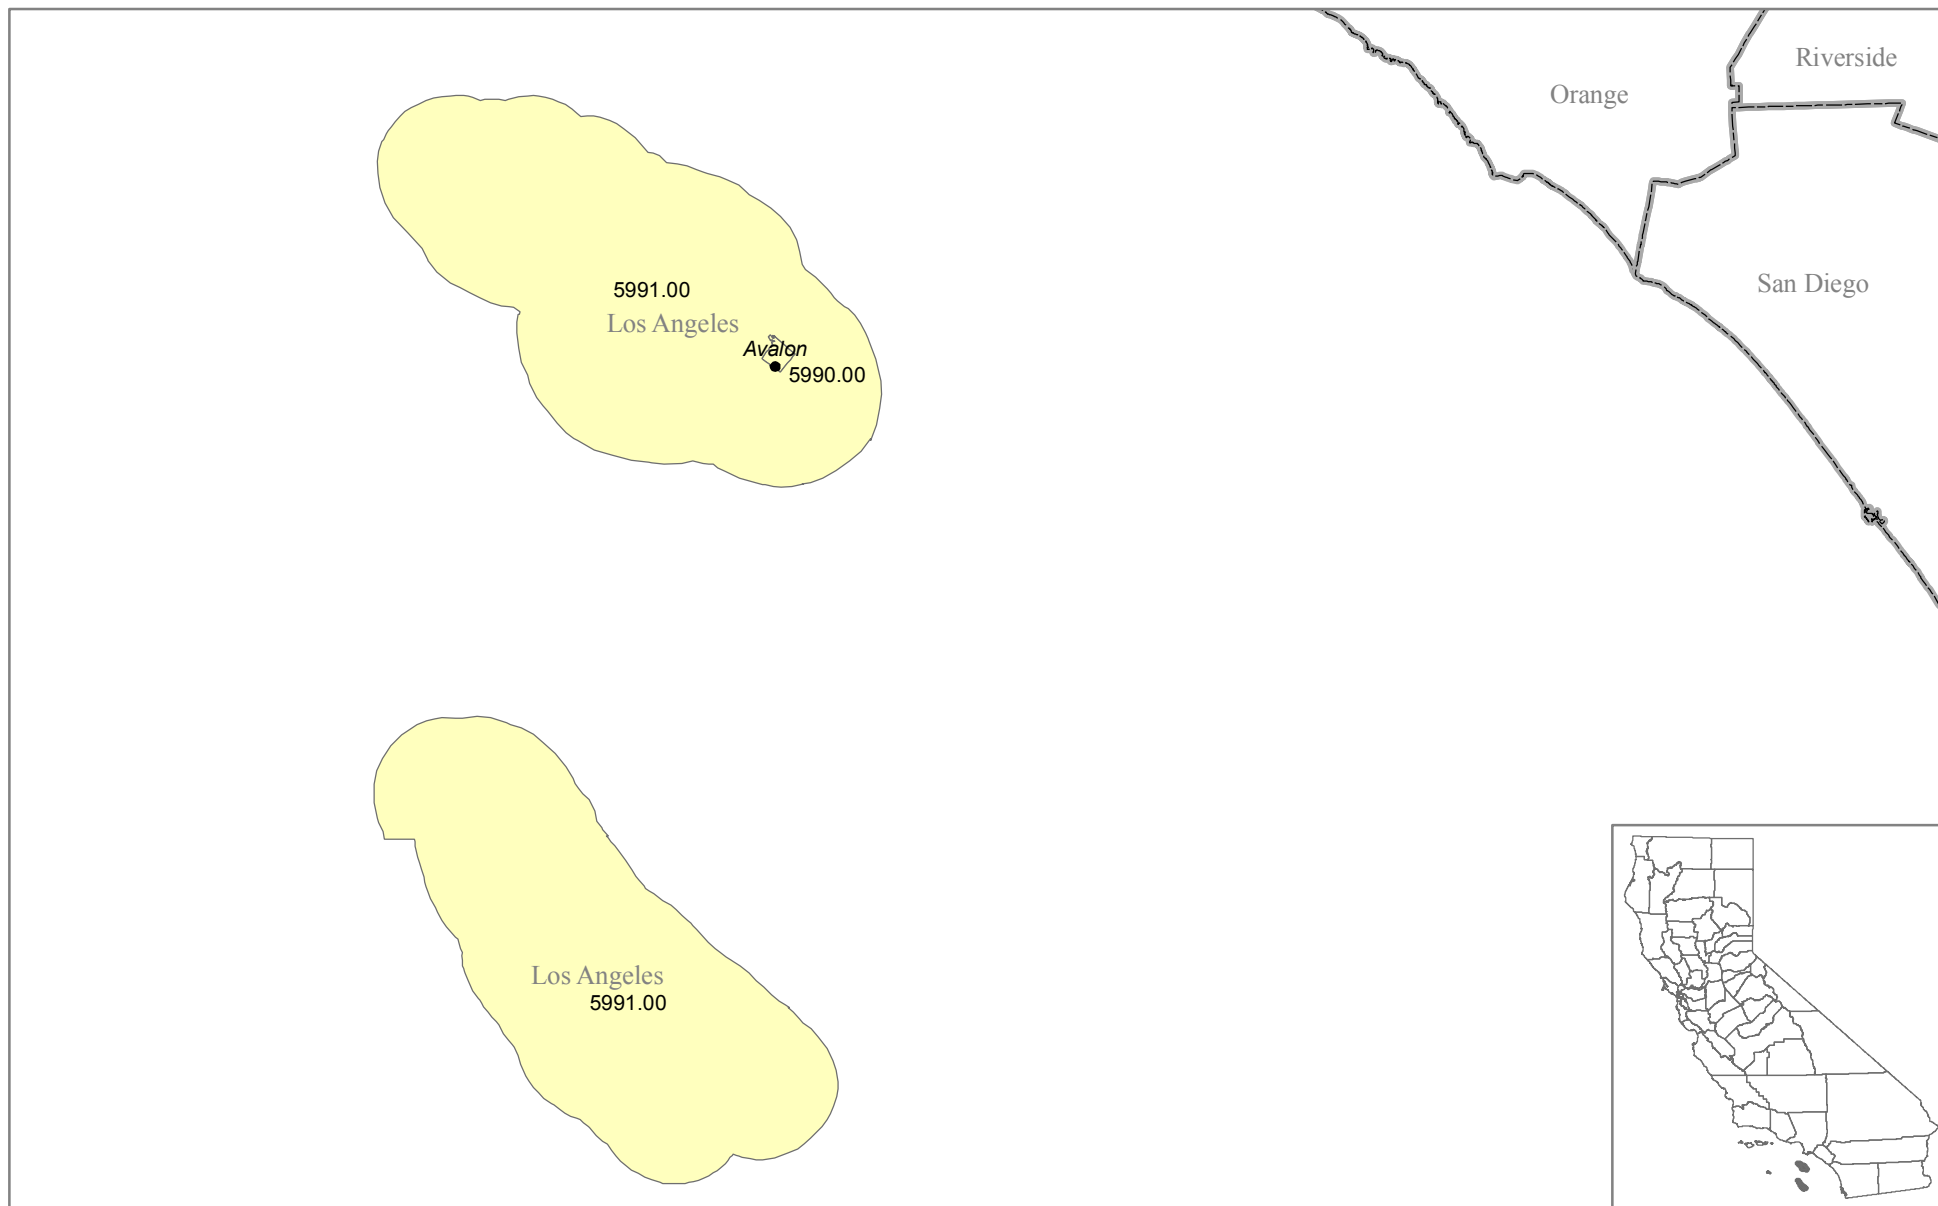 Riverside
Orange
San Diego
5991.00
Los Angeles
Avalon
5990.00
Los Angeles
5991.00